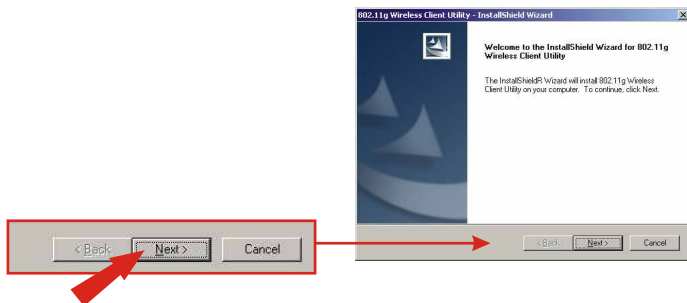 802.11g Wireless Client Utility - InstallShield Wizard
Welcome to the InstallShield Wizard for 802.11g
Wireless Client Utility
The InstallShieldR Wizard will install 802.11g Wireless
Client Utility on your computer. To continue, click Next.
< Back Next > Cancel
< Back Next > Cancel